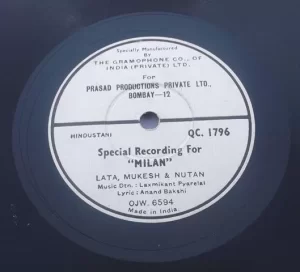 Specially Manufactured
By
THE GRAMOPHONE CO., OF
INDIA (PRIVATE) LTD.
For
PRASAD PRODUCTIONS PRIVATE LTD.,
BOMBAY—12
HINDUSTANI QC. 1796
Special Recording For
"MILAN"
LATA, MUKESH & NUTAN
Music Dtn. : Laxmikant Pyarelal
Lyric : Anand Bakshi
OJW. 6594
Made in India